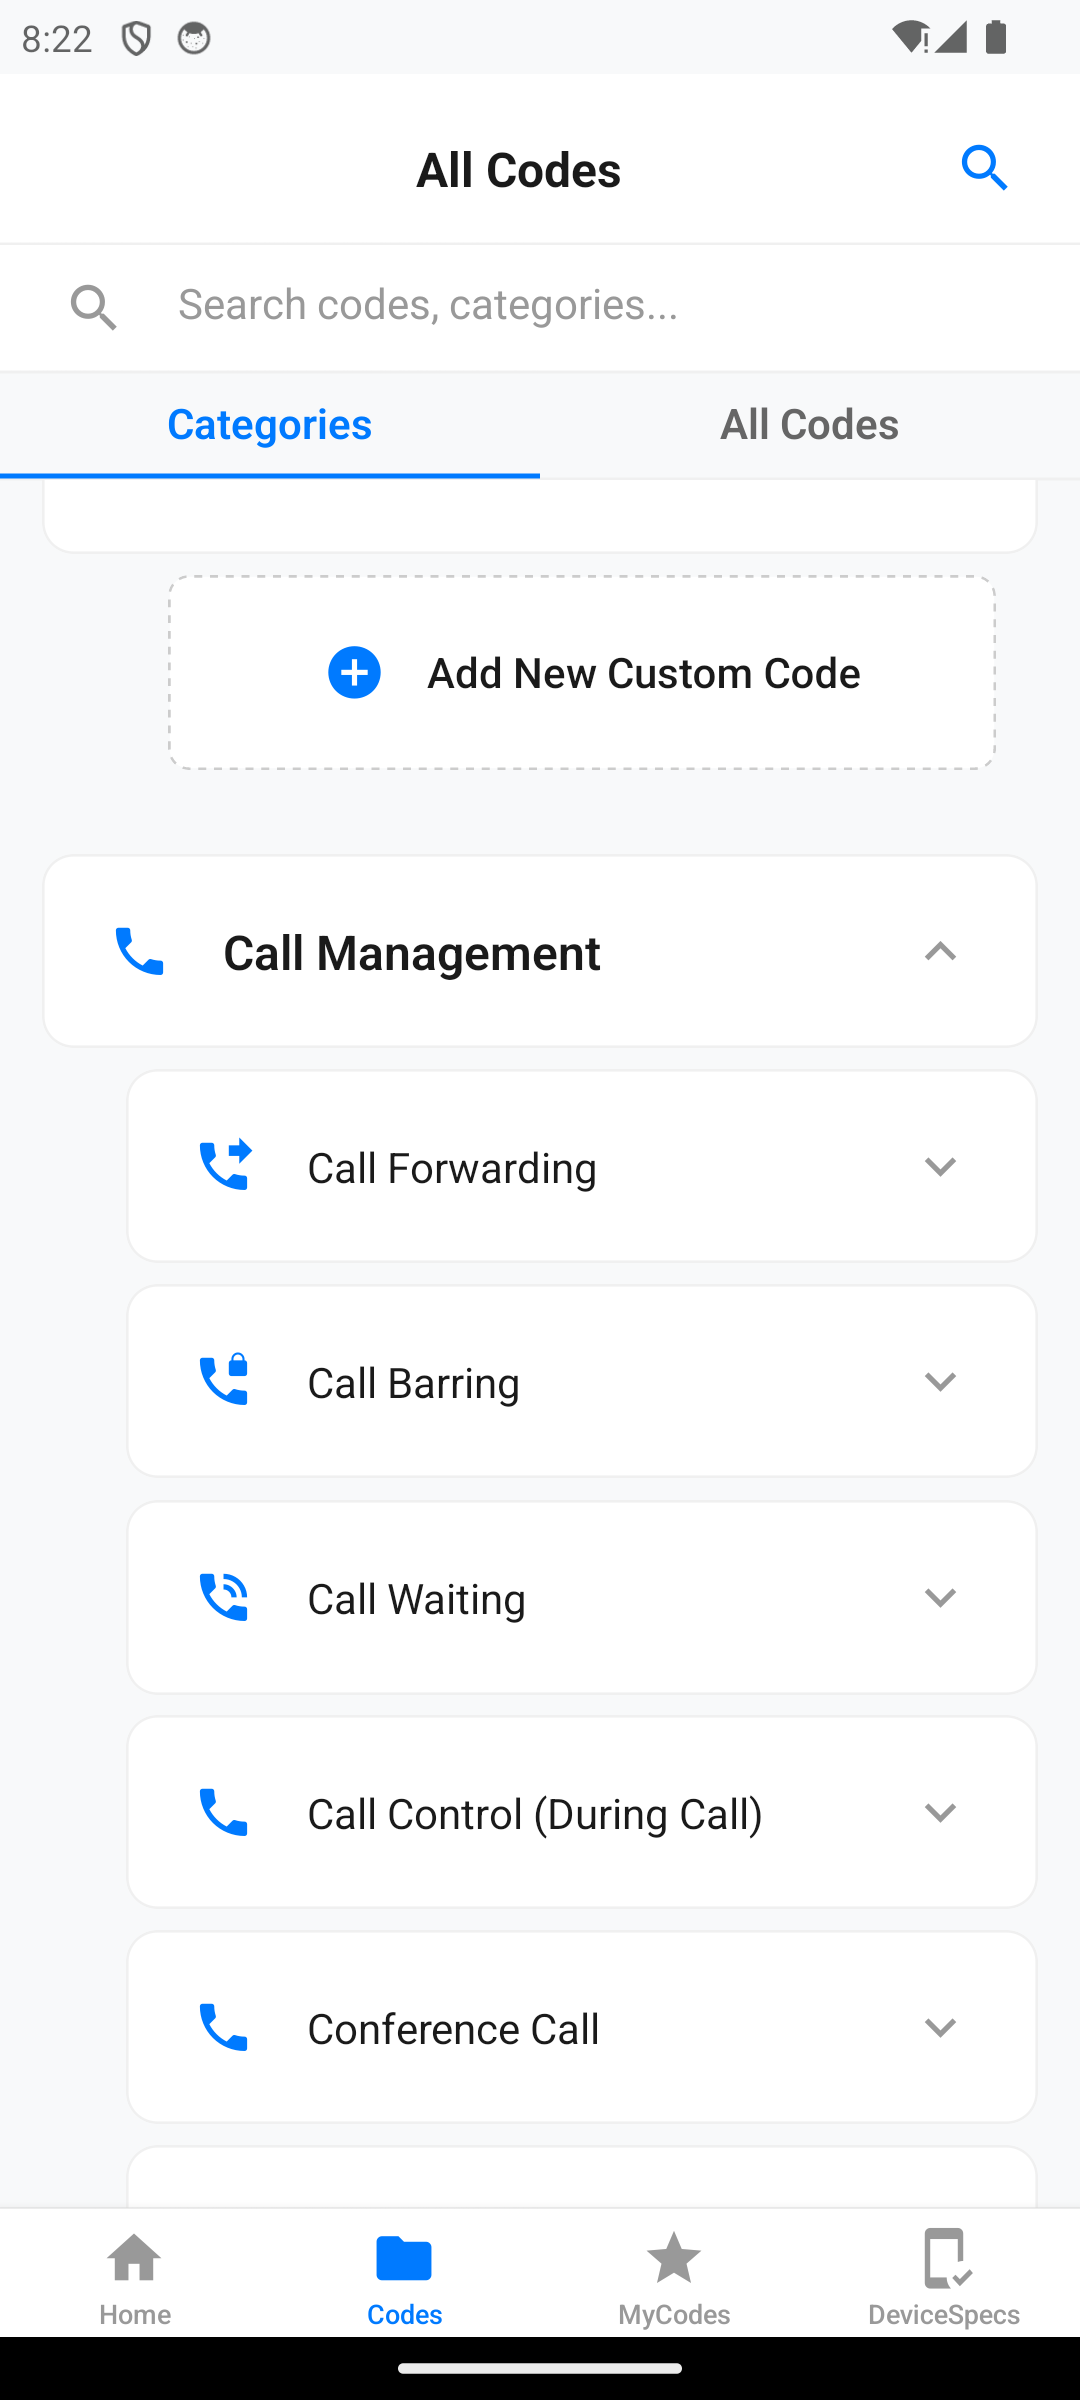 8:22
All Codes
Search codes, categories...
Categories
All Codes
Add New Custom Code
Call Management
Call Forwarding
Call Barring
Call Waiting
Call Control (During Call)
Conference Call
Home
Codes
MyCodes
DeviceSpecs